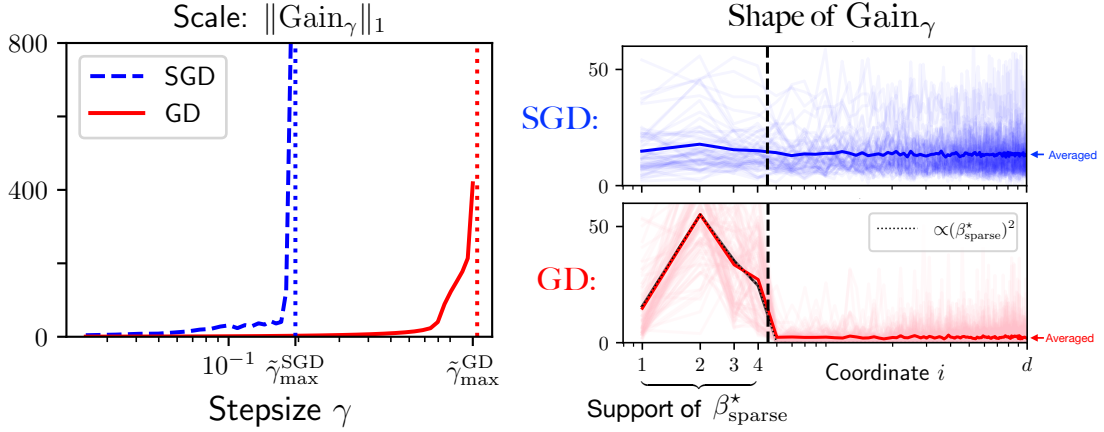 Scale: ‖Gain_γ‖_1
800
400
0
SGD
GD
10^{-1}
γ̃_max^SGD
γ̃_max^GD
Stepsize γ
Shape of Gain_γ
SGD:
50
0
Averaged
GD:
50
0
∝(β^⋆_sparse)^2
Averaged
1
2
3
4
d
Coordinate i
Support of β^⋆_sparse